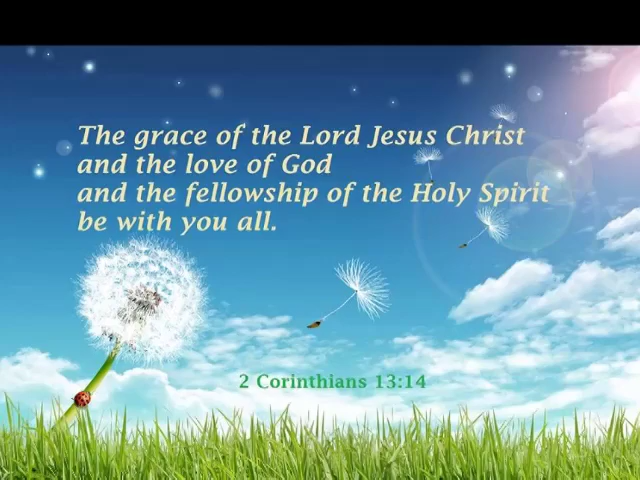 The grace of the Lord Jesus Christ
and the love of God
and the fellowship of the Holy Spirit
be with you all.
2 Corinthians 13:14